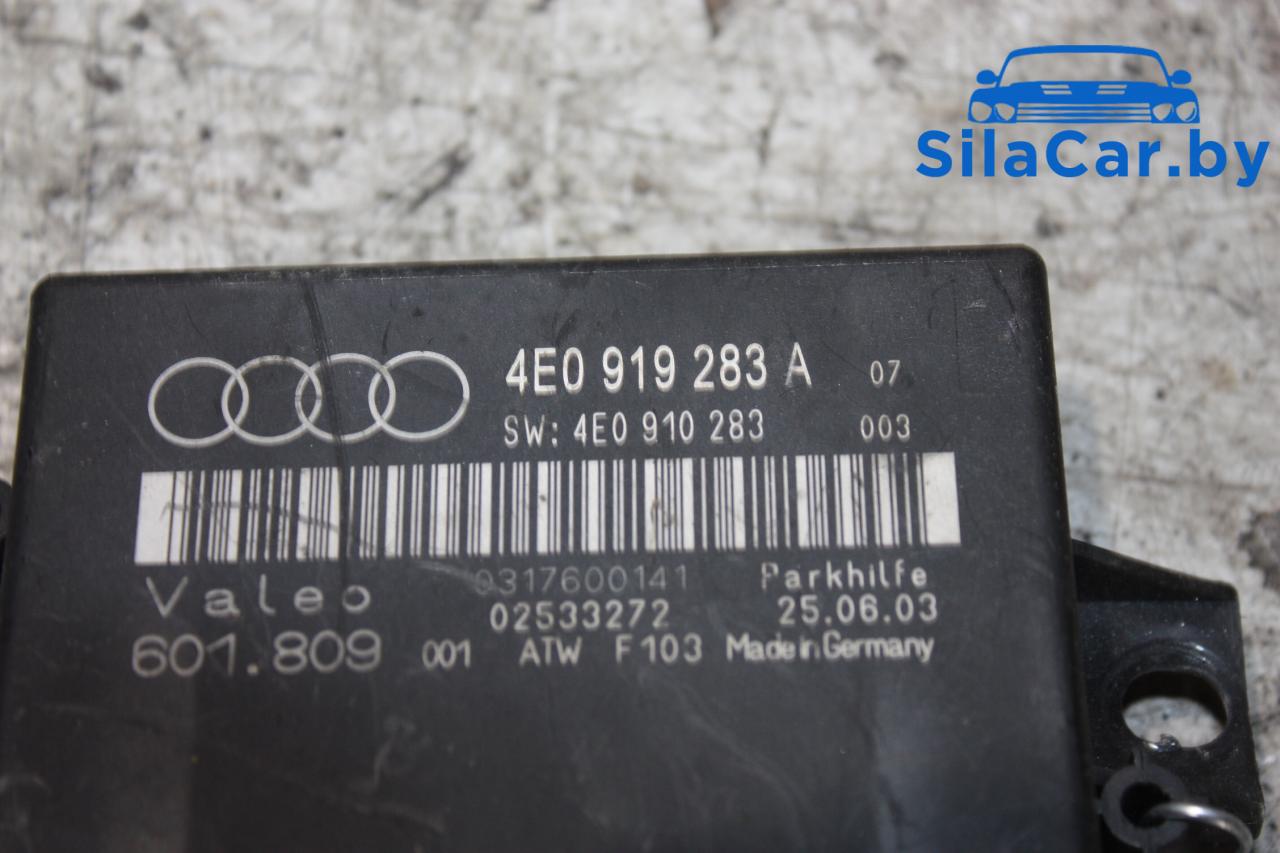 SilaCar.by
4E0 919 283 A 07
SW: 4E0 910 283 003
0317600141 Parkhilfe
Valeo 02533272 25.06.03
601.809 001 ATW F103 Made in Germany